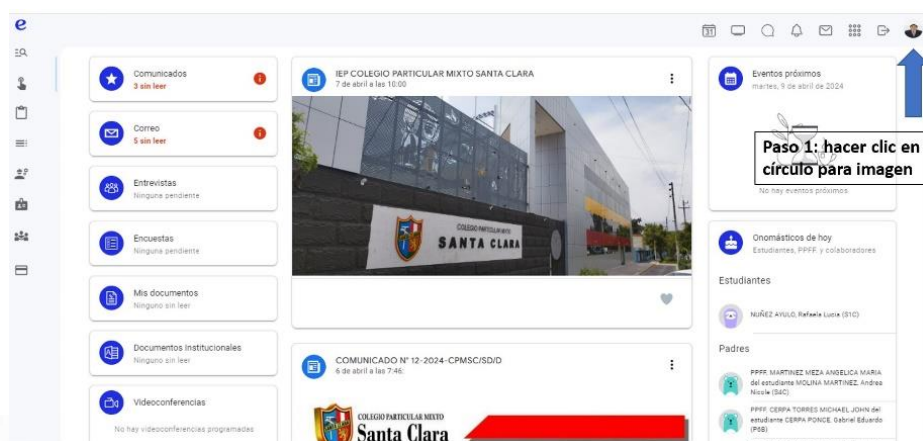 e
31
Comunicados
3 sin leer
Correo
5 sin leer
Entrevistas
Ninguna pendiente
Encuestas
Ninguna pendiente
Mis documentos
Ninguno sin leer
Documentos Institucionales
Ninguno sin leer
Videoconferencias
No hay videoconferencias programadas
IEP COLEGIO PARTICULAR MIXTO SANTA CLARA
7 de abril a las 10:00
COLEGIO PARTICULAR MIXTO
SANTA CLARA
COMUNICADO N° 12-2024-CPMSC/SD/D
6 de abril a las 7:46:
COLEGIO PARTICULAR MIXTO
Santa Clara
Eventos próximos
martes, 9 de abril de 2024
Paso 1: hacer clic en
círculo para imagen
No hay eventos próximos
Onomásticos de hoy
Estudiantes, PPFF. y colaboradores
Estudiantes
NUÑEZ AYULO, Rafaela Lucia (S1C)
Padres
PPFF. MARTINEZ MEZA ANGELICA MARIA
del estudiante MOLINA MARTINEZ, Andrea
Nicole (S4C)
PPFF. CERPA TORRES MICHAEL JOHN del
estudiante CERPA PONCE, Gabriel Eduardo
(P6B)